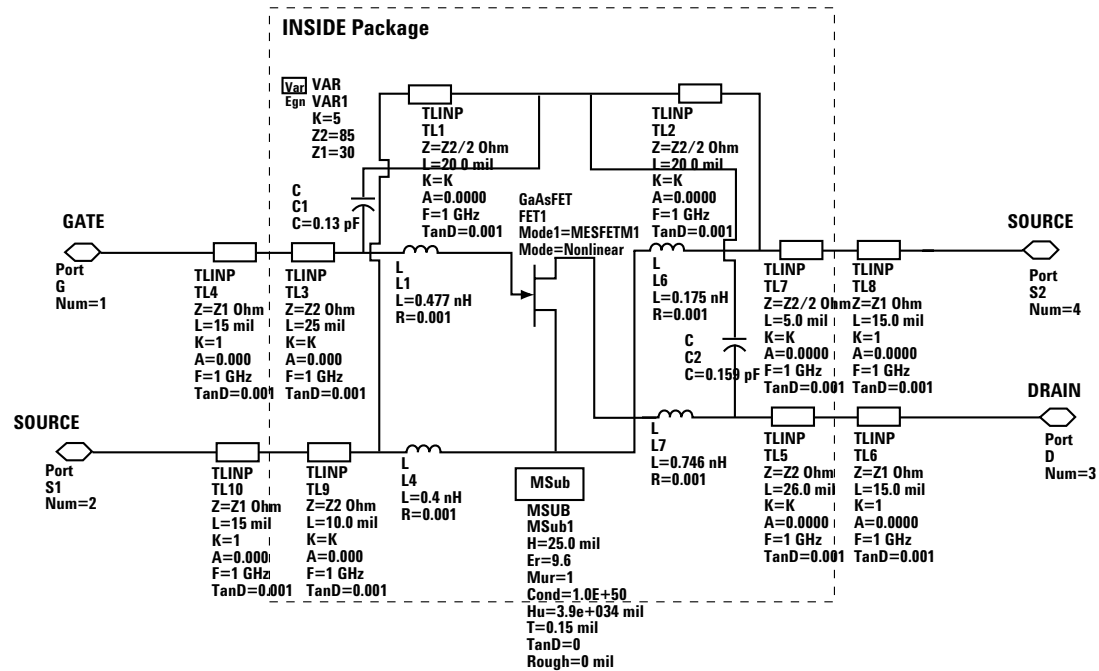 INSIDE Package
Var
Egn
VAR
VAR1
K=5
Z2=85
Z1=30
TLINP
TL1
Z=Z2/2 Ohm
L=20 0 mil
K=K
A=0.0000
F=1 GHz
TanD=0.001
TLINP
TL2
Z=Z2/2 Ohm
L=20 0 mil
K=K
A=0.0000
F=1 GHz
TanD=0.001
C
C1
C=0.13 pF
GaAsFET
FET1
Mode1=MESFETM1
Mode=Nonlinear
GATE
Port
G
Num=1
TLINP
TL4
Z=Z1 Ohm
L=15 mil
K=1
A=0.000
F=1 GHz
TanD=0.001
TLINP
TL3
Z=Z2 Ohm
L=25 mil
K=K
A=0.000
F=1 GHz
TanD=0.001
L
L1
L=0.477 nH
R=0.001
L
L6
L=0.175 nH
R=0.001
TLINP
TL7
Z=Z2/2 Ohm
L=5.0 mil
K=K
A=0.0000
F=1 GHz
TanD=0.001
TLINP
TL8
Z=Z1 Ohm
L=15.0 mil
K=1
A=0.0000
F=1 GHz
TanD=0.001
SOURCE
Port
S2
Num=4
C
C2
C=0.159 pF
SOURCE
Port
S1
Num=2
TLINP
TL10
Z=Z1 Ohm
L=15 mil
K=1
A=0.000
F=1 GHz
TanD=0.001
TLINP
TL9
Z=Z2 Ohm
L=10.0 mil
K=K
A=0.000
F=1 GHz
TanD=0.001
L
L4
L=0.4 nH
R=0.001
L
L7
L=0.746 nH
R=0.001
TLINP
TL5
Z=Z2 Ohm
L=26.0 mil
K=K
A=0.0000
F=1 GHz
TanD=0.001
TLINP
TL6
Z=Z1 Ohm
L=15.0 mil
K=1
A=0.0000
F=1 GHz
TanD=0.001
DRAIN
Port
D
Num=3
MSub
MSUB
MSub1
H=25.0 mil
Er=9.6
Mur=1
Cond=1.0E+50
Hu=3.9e+034 mil
T=0.15 mil
TanD=0
Rough=0 mil